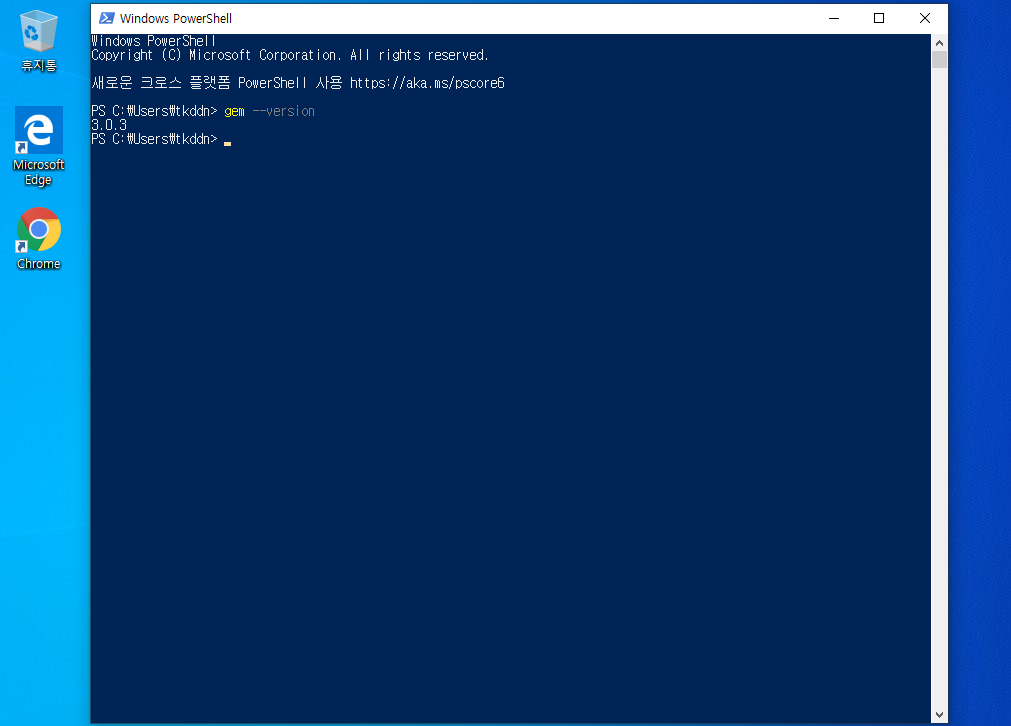 휴지통
Microsoft
Edge
Chrome
Windows PowerShell
Windows PowerShell
Copyright (C) Microsoft Corporation. All rights reserved.
새로운 크로스 플랫폼 PowerShell 사용 https://aka.ms/pscore6
PS C:₩Users₩tkddn> gem --version
3.0.3
PS C:₩Users₩tkddn>